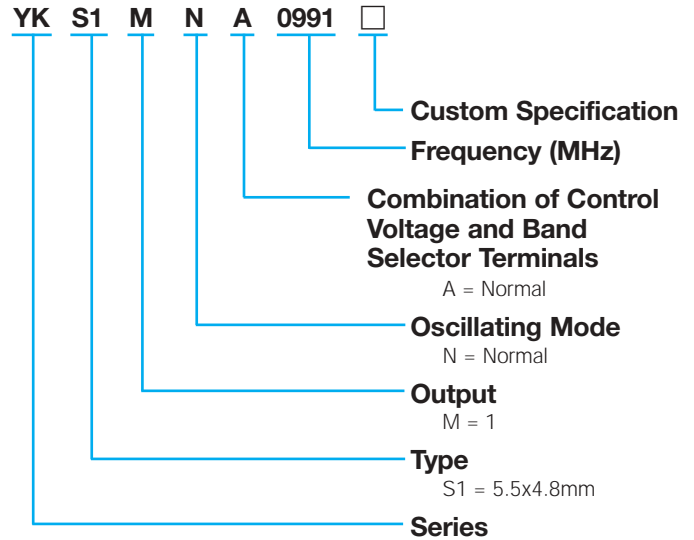 YK S1 M N A 0991 □
Custom Specification
Frequency (MHz)
Combination of Control
Voltage and Band
Selector Terminals
A = Normal
Oscillating Mode
N = Normal
Output
M = 1
Type
S1 = 5.5x4.8mm
Series